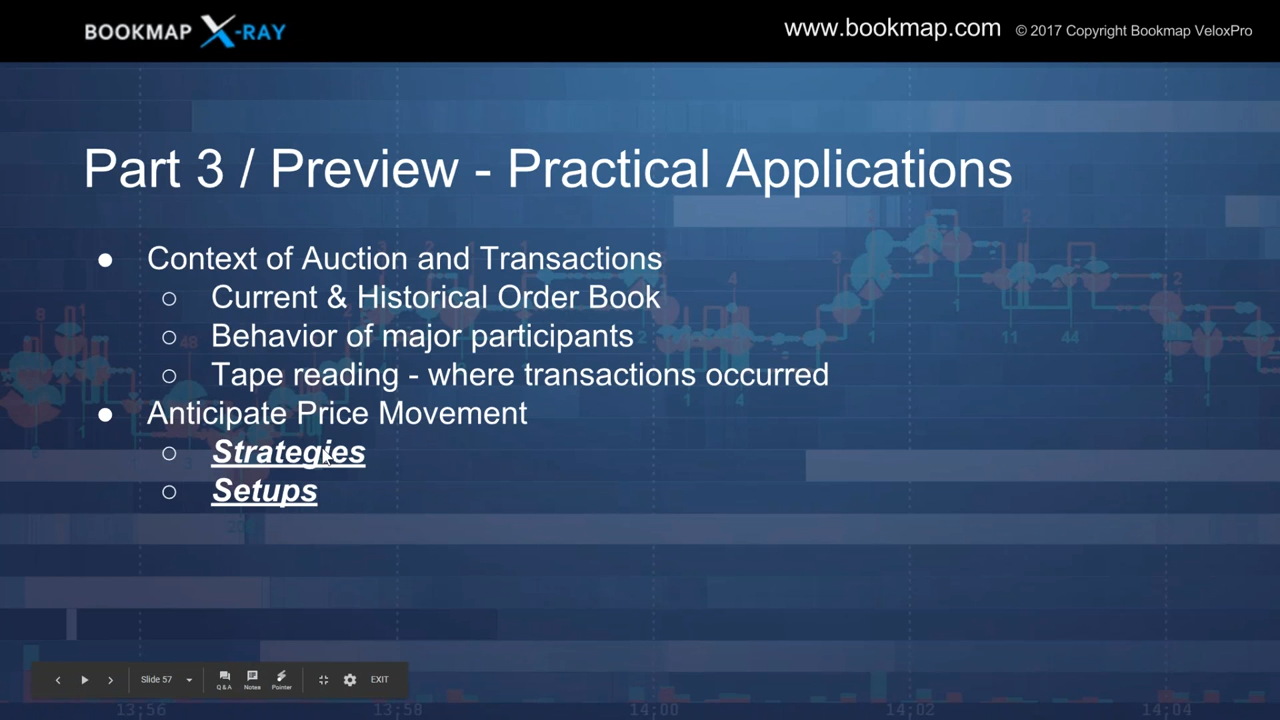 BOOKMAP X-RAY
www.bookmap.com © 2017 Copyright Bookmap VeloxPro
Part 3 / Preview - Practical Applications
● Context of Auction and Transactions
○ Current & Historical Order Book
○ Behavior of major participants
○ Tape reading - where transactions occurred
● Anticipate Price Movement
○ Strategies
○ Setups
Slide 57
Q & A Notes Pointer
EXIT
13:56 13:58 14:00 14:02 14:04